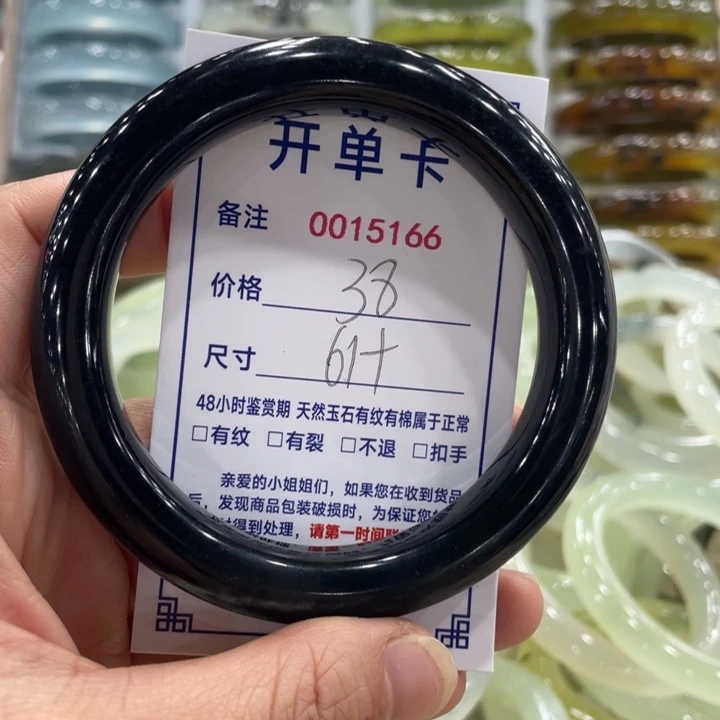 开单卡
备注 0015166
价格 38
尺寸 61+
48小时鉴赏期 天然玉石有纹有棉属于正常
□有纹 □有裂 □不退 □扣手
亲爱的小姐姐们，如果您在收到货品
后，发现商品包装破损时，为保证您
得到处理，请第一时间联